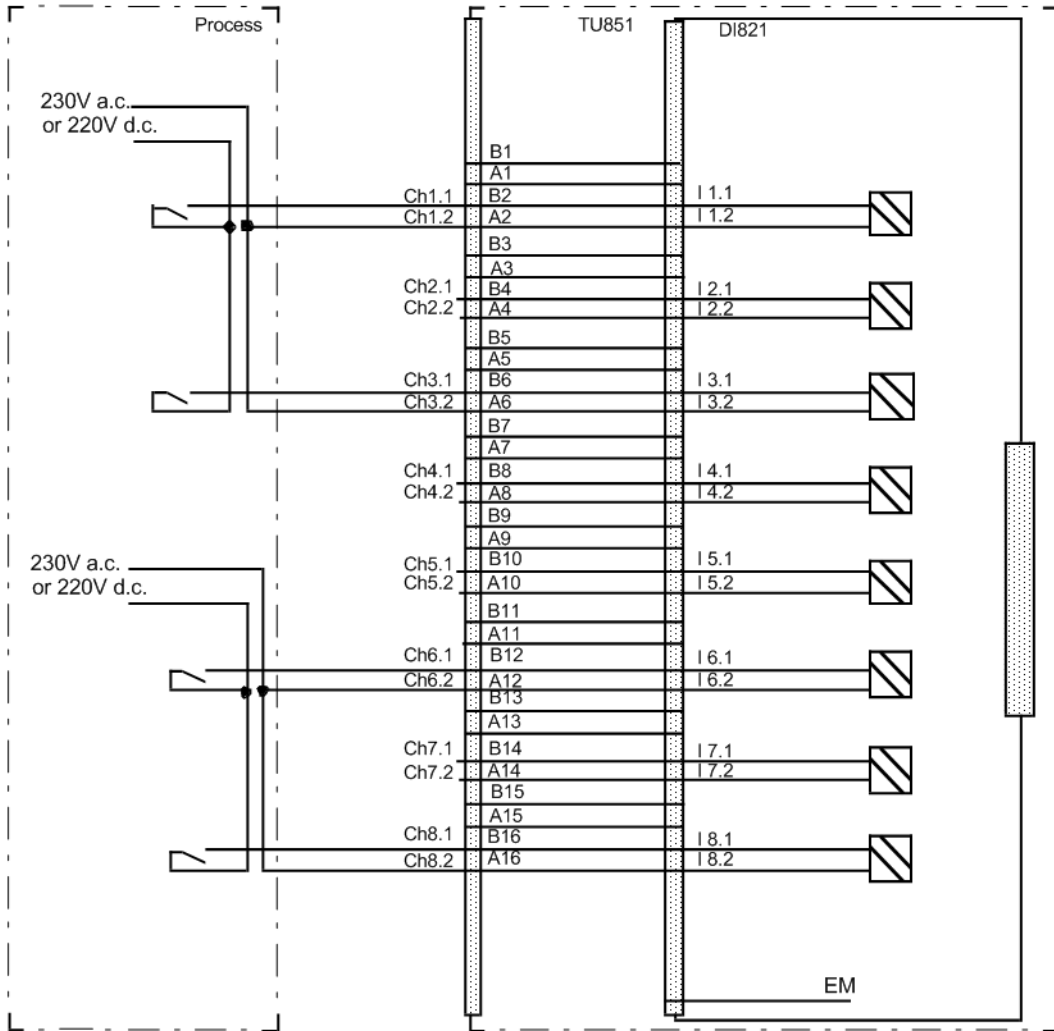 Process
TU851
DI821
230V a.c.
or 220V d.c.
B1
A1
Ch1.1 B2 I 1.1
Ch1.2 A2 I 1.2
B3
A3
Ch2.1 B4 I 2.1
Ch2.2 A4 I 2.2
B5
A5
Ch3.1 B6 I 3.1
Ch3.2 A6 I 3.2
B7
A7
Ch4.1 B8 I 4.1
Ch4.2 A8 I 4.2
B9
A9
230V a.c.
or 220V d.c.
Ch5.1 B10 I 5.1
Ch5.2 A10 I 5.2
B11
A11
Ch6.1 B12 I 6.1
Ch6.2 A12 I 6.2
B13
A13
Ch7.1 B14 I 7.1
Ch7.2 A14 I 7.2
B15
A15
Ch8.1 B16 I 8.1
Ch8.2 A16 I 8.2
EM